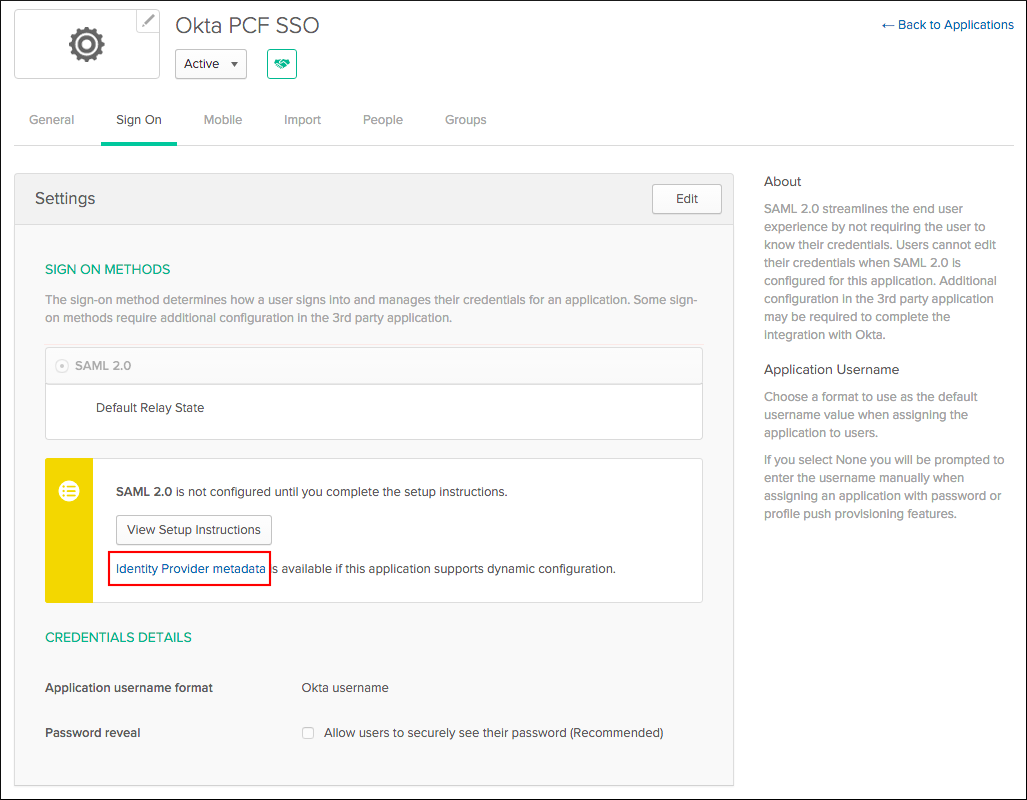 Okta PCF SSO
← Back to Applications
Active
General
Sign On
Mobile
Import
People
Groups
Settings
Edit
SIGN ON METHODS
The sign-on method determines how a user signs into and manages their credentials for an application. Some sign-
on methods require additional configuration in the 3rd party application.
SAML 2.0
Default Relay State
SAML 2.0 is not configured until you complete the setup instructions.
View Setup Instructions
Identity Provider metadata is available if this application supports dynamic configuration.
CREDENTIALS DETAILS
Application username format
Okta username
Password reveal
Allow users to securely see their password (Recommended)
About
SAML 2.0 streamlines the end user
experience by not requiring the user to
know their credentials. Users cannot edit
their credentials when SAML 2.0 is
configured for this application. Additional
configuration in the 3rd party application
may be required to complete the
integration with Okta.
Application Username
Choose a format to use as the default
username value when assigning the
application to users.
If you select None you will be prompted to
enter the username manually when
assigning an application with password or
profile push provisioning features.